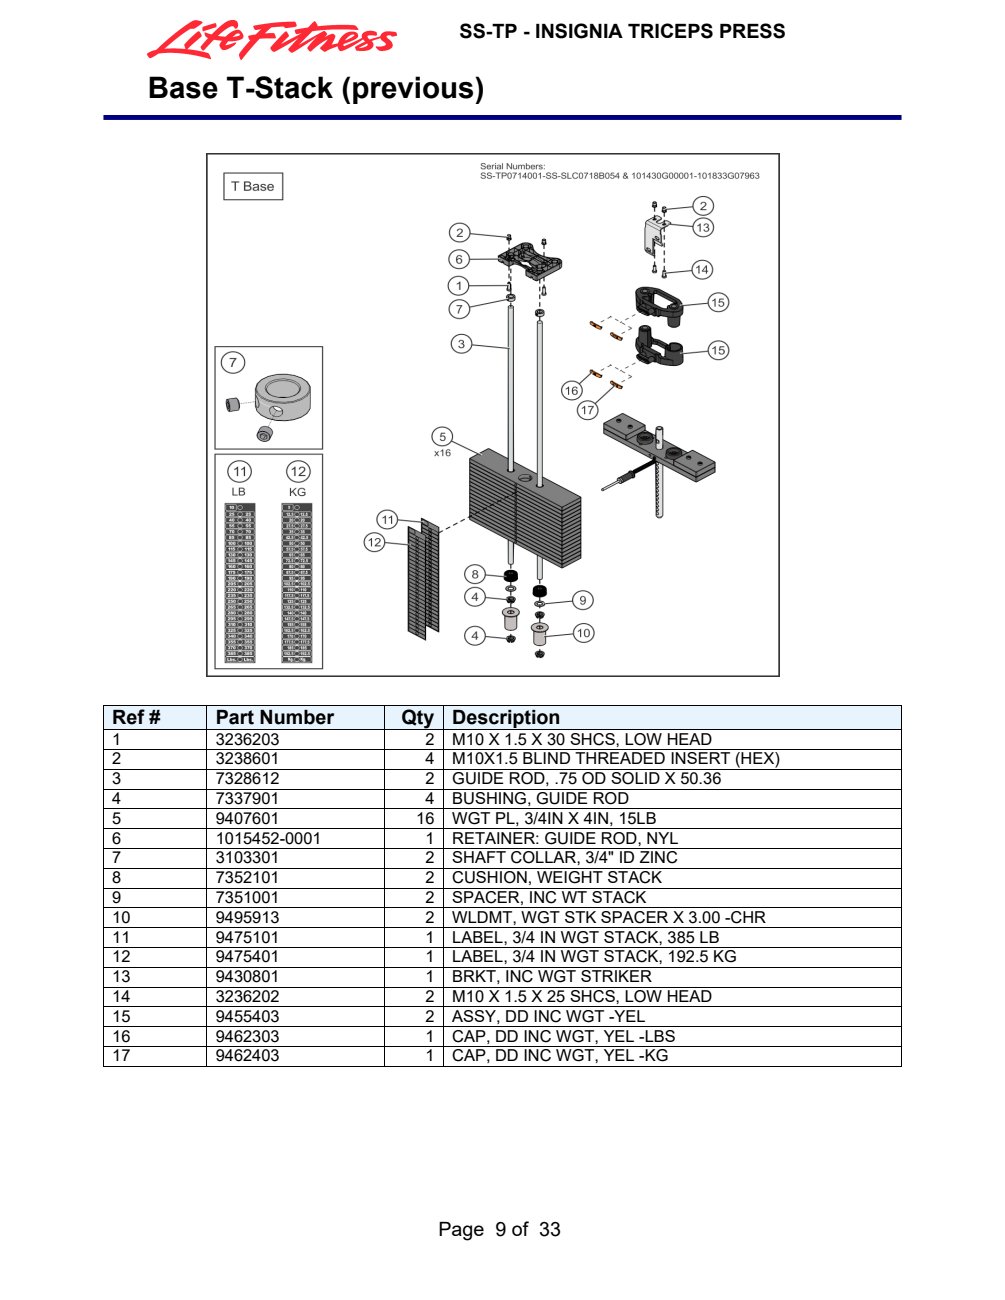 Life Fitness
SS-TP - INSIGNIA TRICEPS PRESS
Base T-Stack (previous)
Serial Numbers:
SS-TP0714001-SS-SLC0718B054 & 101430G00001-101833G07963
T Base
2
13
14
15
15
16
17
2
6
1
7
3
7
5
x16
11
LB
12
KG
11
12
8
4
9
4
10
Ref # Part Number Qty Description
1 3236203 2 M10 X 1.5 X 30 SHCS, LOW HEAD
2 3238601 4 M10X1.5 BLIND THREADED INSERT (HEX)
3 7328612 2 GUIDE ROD, .75 OD SOLID X 50.36
4 7337901 4 BUSHING, GUIDE ROD
5 9407601 16 WGT PL, 3/4IN X 4IN, 15LB
6 1015452-0001 1 RETAINER: GUIDE ROD, NYL
7 3103301 2 SHAFT COLLAR, 3/4" ID ZINC
8 7352101 2 CUSHION, WEIGHT STACK
9 7351001 2 SPACER, INC WT STACK
10 9495913 2 WLDMT, WGT STK SPACER X 3.00 -CHR
11 9475101 1 LABEL, 3/4 IN WGT STACK, 385 LB
12 9475401 1 LABEL, 3/4 IN WGT STACK, 192.5 KG
13 9430801 1 BRKT, INC WGT STRIKER
14 3236202 2 M10 X 1.5 X 25 SHCS, LOW HEAD
15 9455403 2 ASSY, DD INC WGT -YEL
16 9462303 1 CAP, DD INC WGT, YEL -LBS
17 9462403 1 CAP, DD INC WGT, YEL -KG
Page 9 of 33